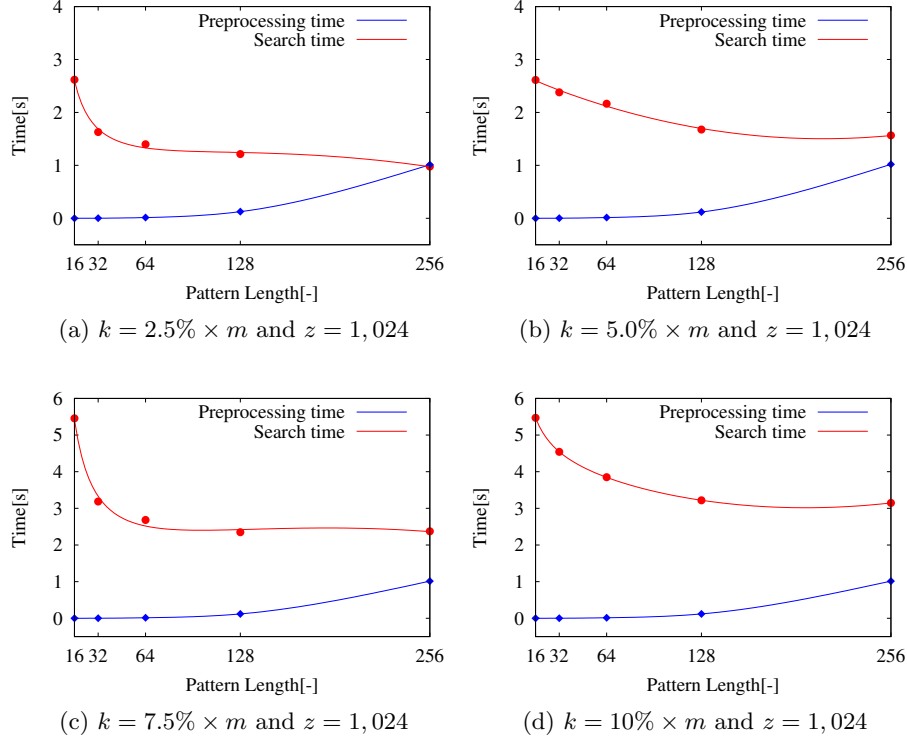 4
3
2
1
0
Time[s]
Preprocessing time
Search time
16 32 64 128 256
Pattern Length[-]
(a) k = 2.5% × m and z = 1, 024
4
3
2
1
0
Time[s]
Preprocessing time
Search time
16 32 64 128 256
Pattern Length[-]
(b) k = 5.0% × m and z = 1, 024
6
5
4
3
2
1
0
Time[s]
Preprocessing time
Search time
16 32 64 128 256
Pattern Length[-]
(c) k = 7.5% × m and z = 1, 024
6
5
4
3
2
1
0
Time[s]
Preprocessing time
Search time
16 32 64 128 256
Pattern Length[-]
(d) k = 10% × m and z = 1, 024